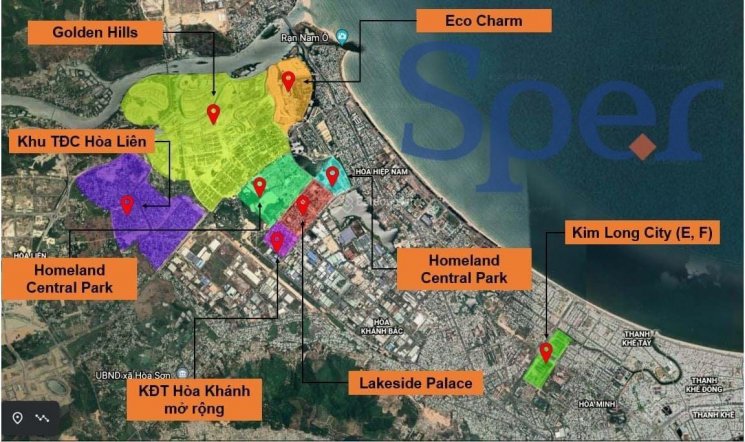 Eco Charm
Golden Hills
Rạn Nam Ô
Sper
Khu TĐC Hòa Liên
HÒA HIỆP NAM
Kim Long City (E, F)
HÒA LIÊN
Homeland
Central Park
Homeland
Central Park
HÒA
KHÁNH BẮC
THANH
KHÊ TÂY
UBND xã Hòa Sơn
KĐT Hòa Khánh
mở rộng
Lakeside Palace
THANH
KHÊ ĐÔNG
HÒA MINH
THANH KHÊ